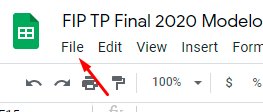 FIP TP Final 2020 Modelo
File Edit View Insert Form
100% $ %